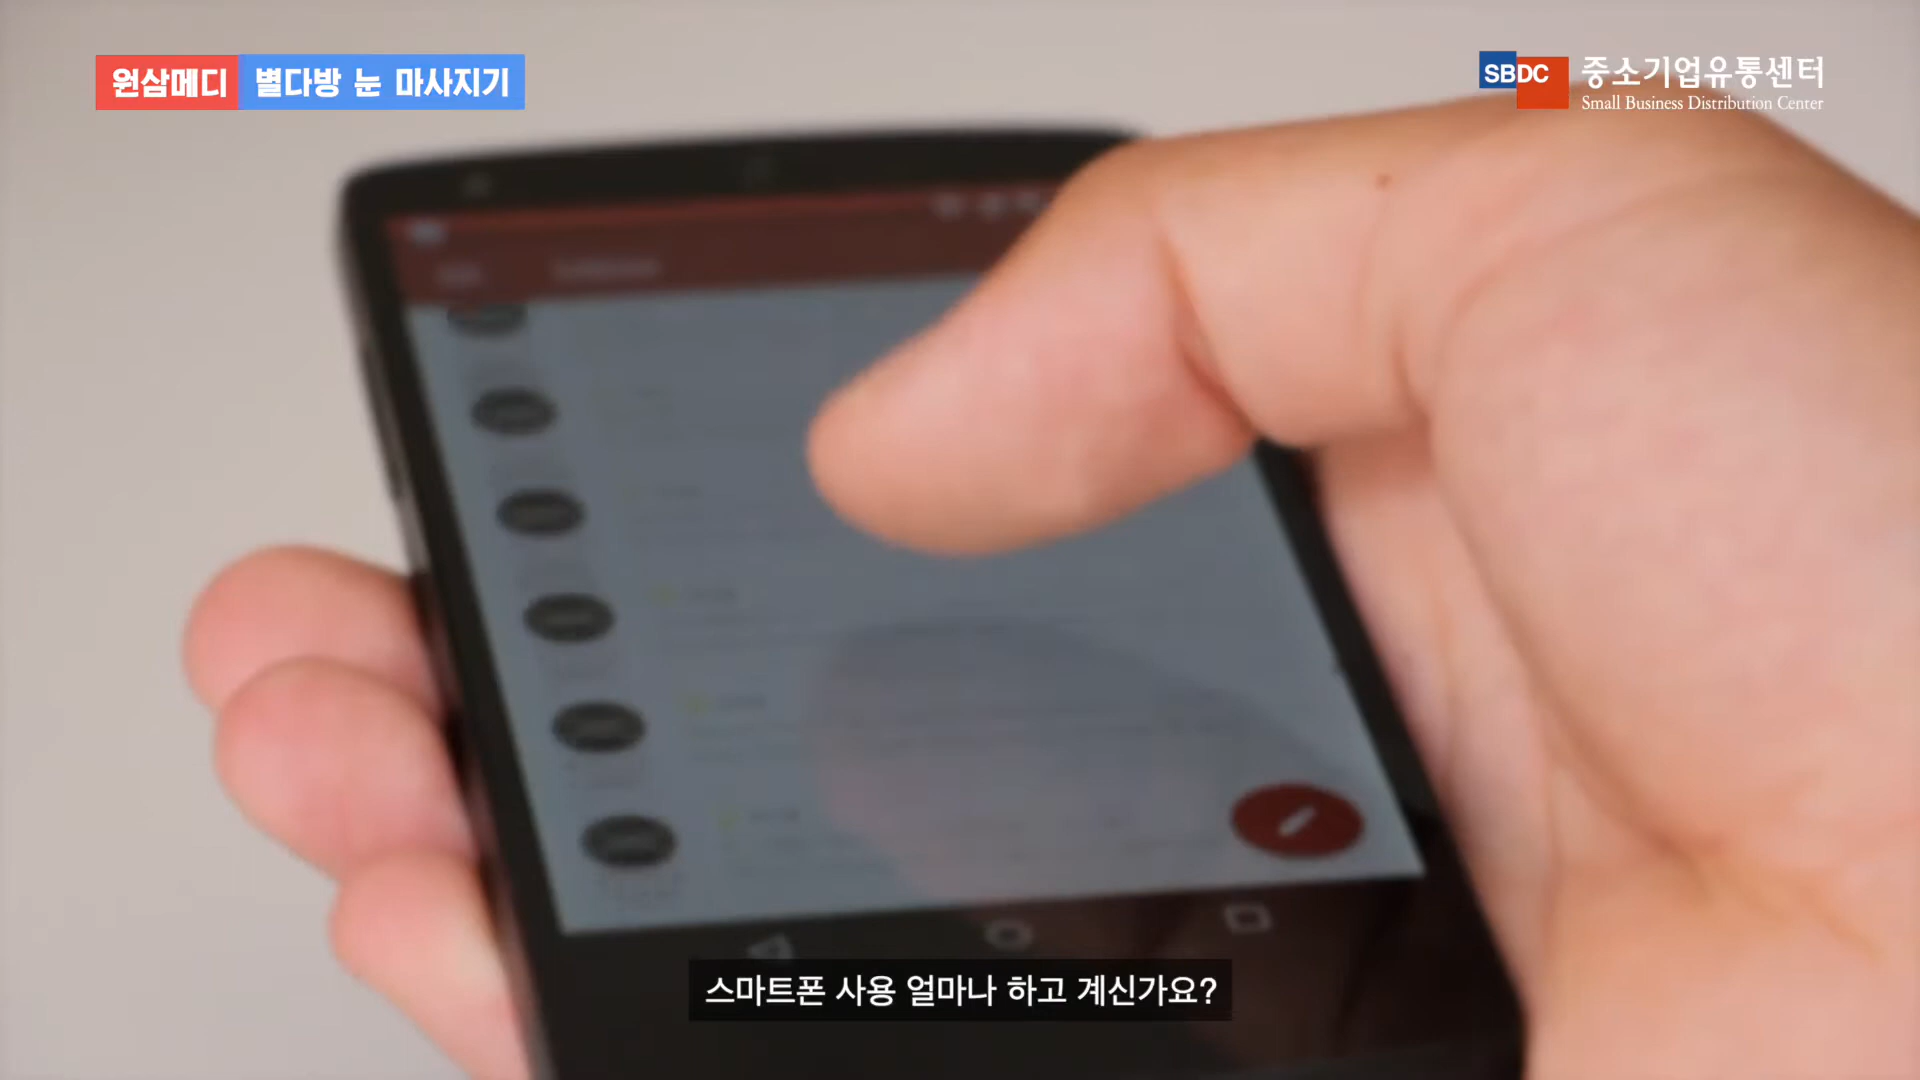 원삼메디 별다방 눈 마사지기
SBDC 중소기업유통센터
Small Business Distribution Center
스마트폰 사용 얼마나 하고 계신가요?